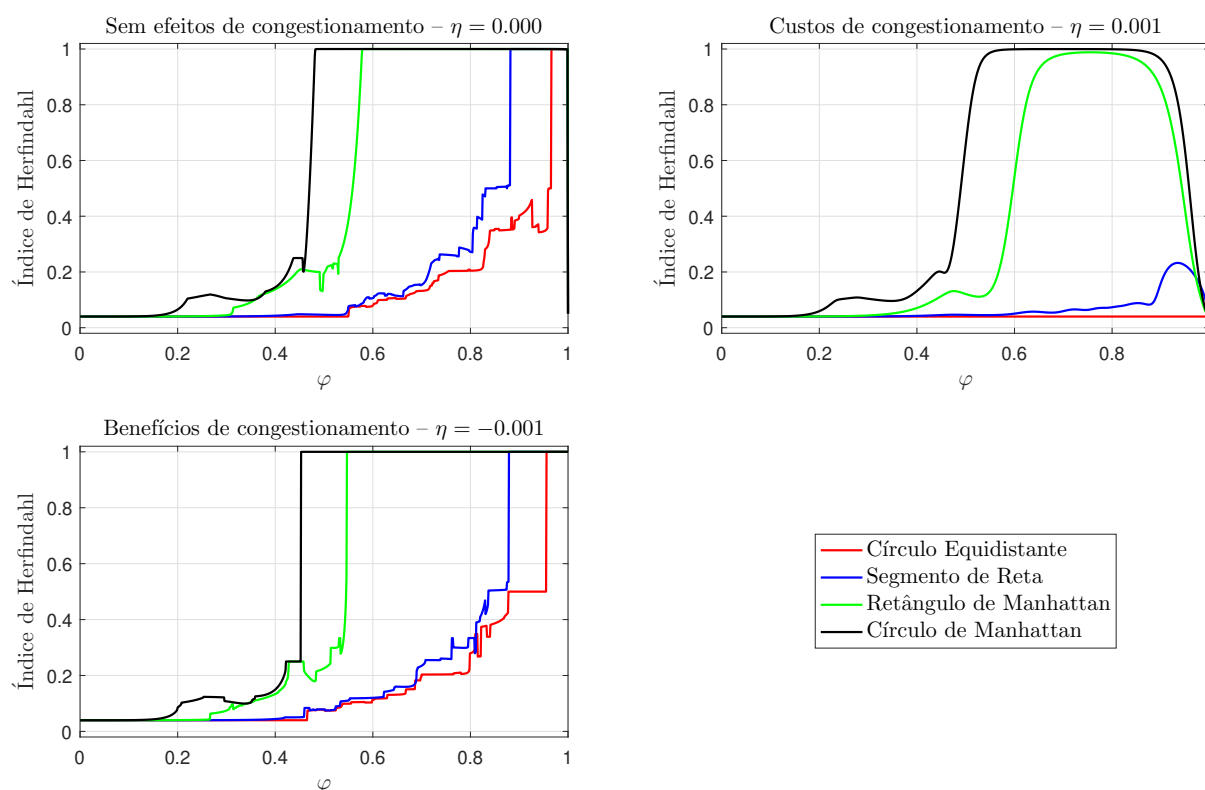 Sem efeitos de congestionamento – η = 0.000
Índice de Herfindahl
1
0.8
0.6
0.4
0.2
0
0 0.2 0.4 0.6 0.8 1
φ
Custos de congestionamento – η = 0.001
Índice de Herfindahl
1
0.8
0.6
0.4
0.2
0
0 0.2 0.4 0.6 0.8
φ
Benefícios de congestionamento – η = −0.001
Índice de Herfindahl
1
0.8
0.6
0.4
0.2
0
0 0.2 0.4 0.6 0.8 1
φ
Círculo Equidistante
Segmento de Reta
Retângulo de Manhattan
Círculo de Manhattan